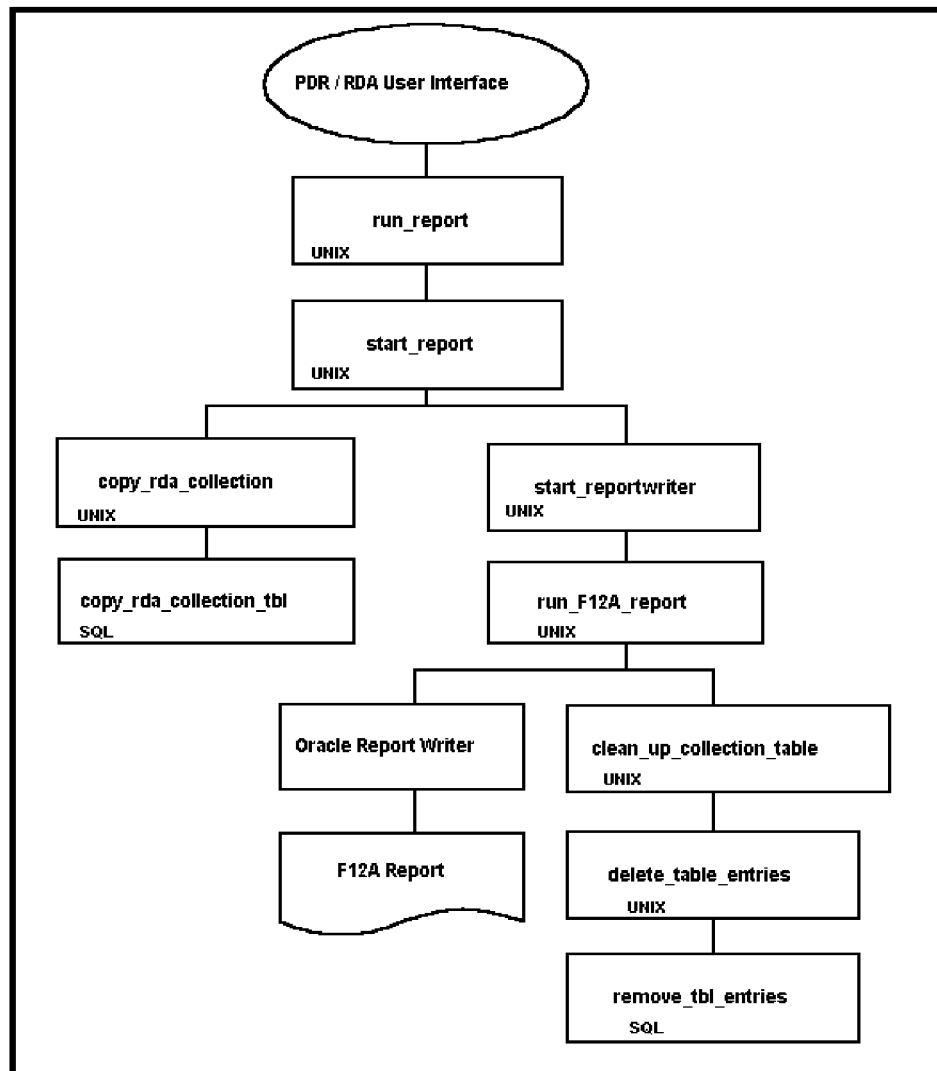 PDR / RDA User Interface
run_report
UNIX
start_report
UNIX
copy_rda_collection
UNIX
copy_rda_collection_tbl
SQL
start_reportwriter
UNIX
run_F12A_report
UNIX
Oracle Report Writer
F12A Report
clean_up_collection_table
UNIX
delete_table_entries
UNIX
remove_tbl_entries
SQL